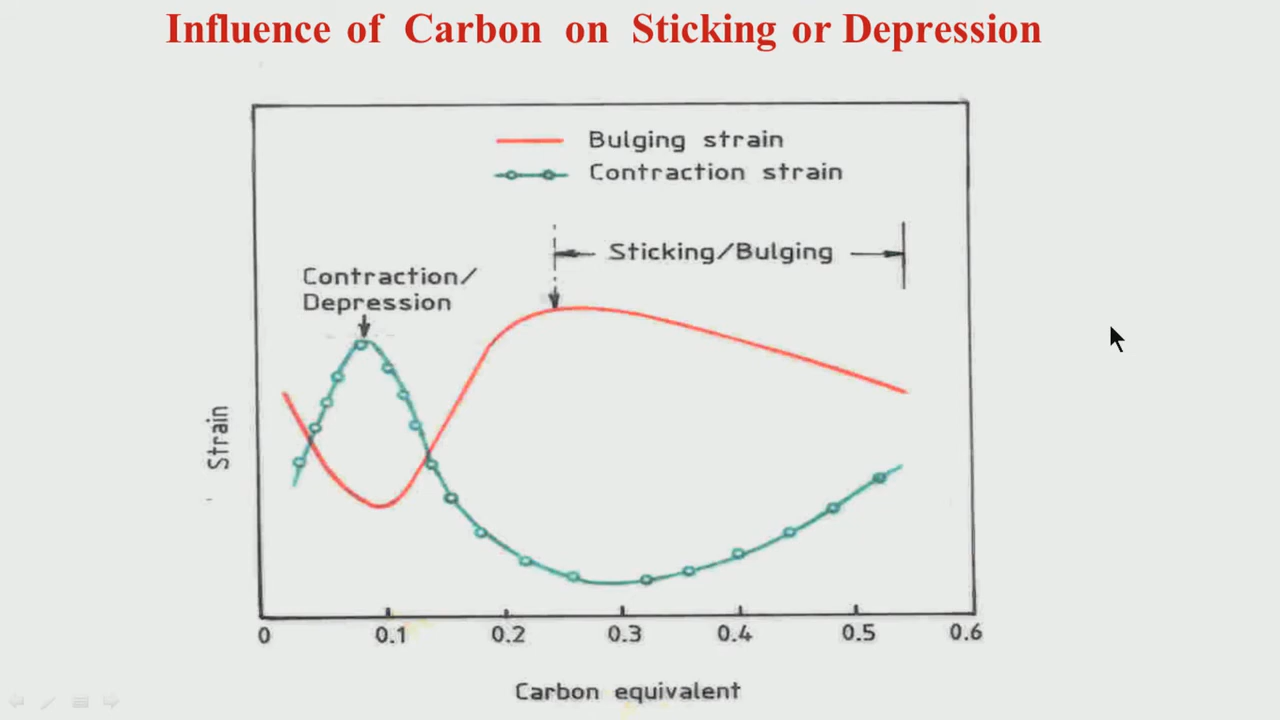 Influence of Carbon on Sticking or Depression
Bulging strain
Contraction strain
Sticking/Bulging
Contraction/
Depression
Strain
0 0.1 0.2 0.3 0.4 0.5 0.6
Carbon equivalent